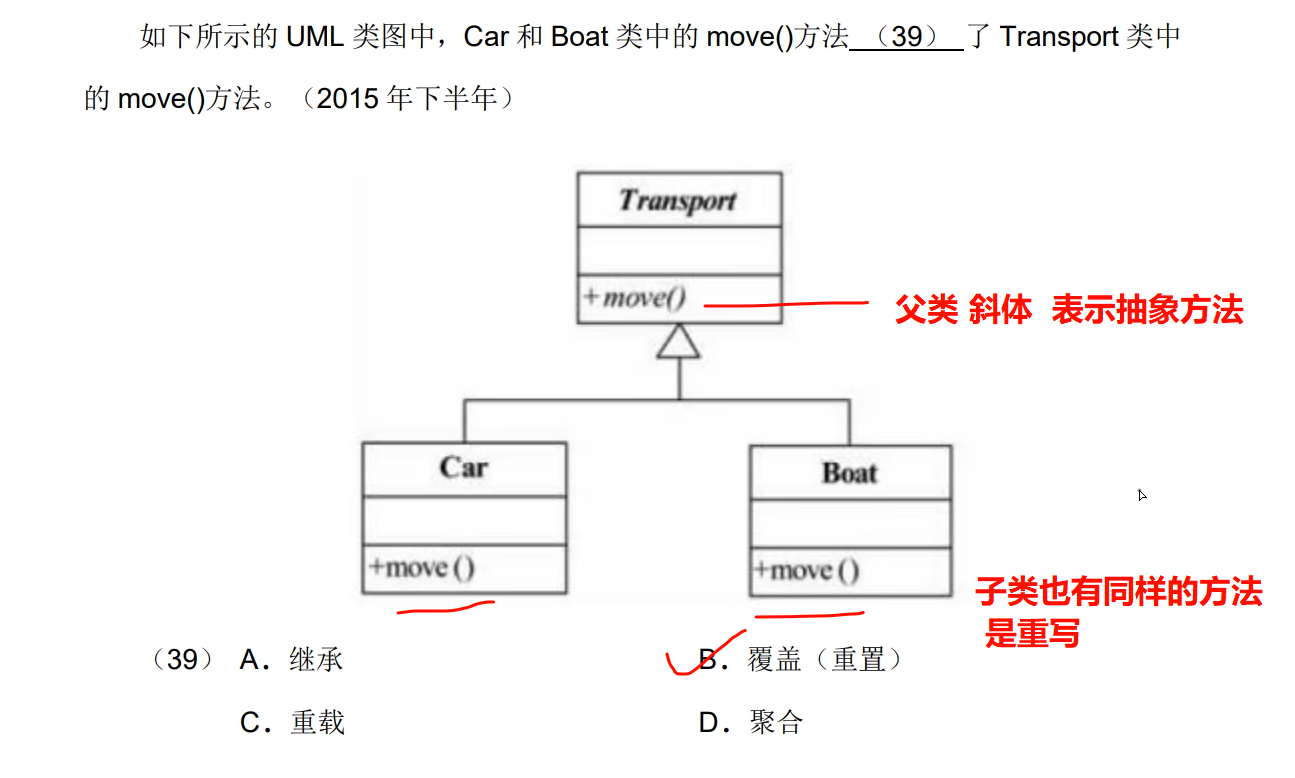 如下所示的 UML 类图中，Car 和 Boat 类中的 move()方法 （39） 了 Transport 类中
的 move()方法。（2015 年下半年）
Transport
+move()
父类 斜体 表示抽象方法
Car
Boat
+move ()
+move ()
子类也有同样的方法
是重写
（39） A．继承 B．覆盖（重置）
C．重载 D．聚合